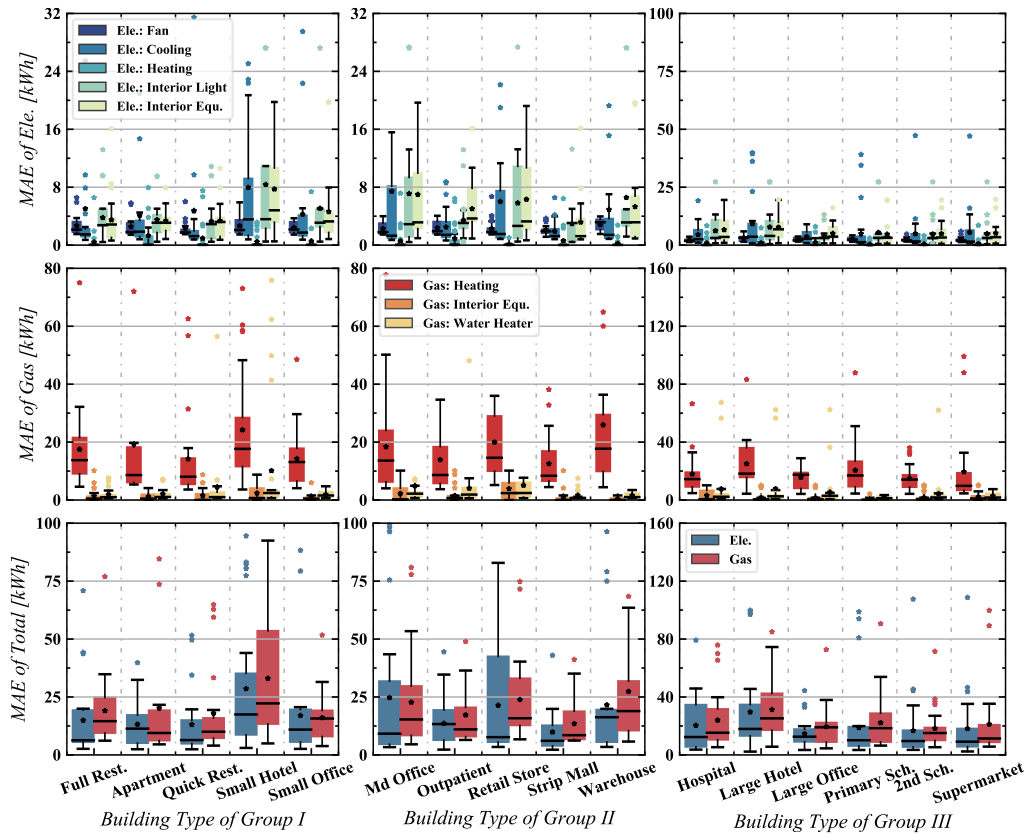 32
24
16
8
0
MAE of Ele. [kWh]
Ele.: Fan
Ele.: Cooling
Ele.: Heating
Ele.: Interior Light
Ele.: Interior Equ.
32
24
16
8
0
100
75
50
25
0
80
60
40
20
0
MAE of Gas [kWh]
80
60
40
20
0
Gas: Heating
Gas: Interior Equ.
Gas: Water Heater
160
120
80
40
0
100
75
50
25
0
MAE of Total [kWh]
100
75
50
25
0
160
120
80
40
0
Ele.
Gas
Full Rest.
Apartment
Quick Rest.
Small Hotel
Small Office
Building Type of Group I
Md Office
Outpatient
Retail Store
Strip Mall
Warehouse
Building Type of Group II
Hospital
Large Hotel
Large Office
Primary Sch.
2nd Sch.
Supermarket
Building Type of Group III